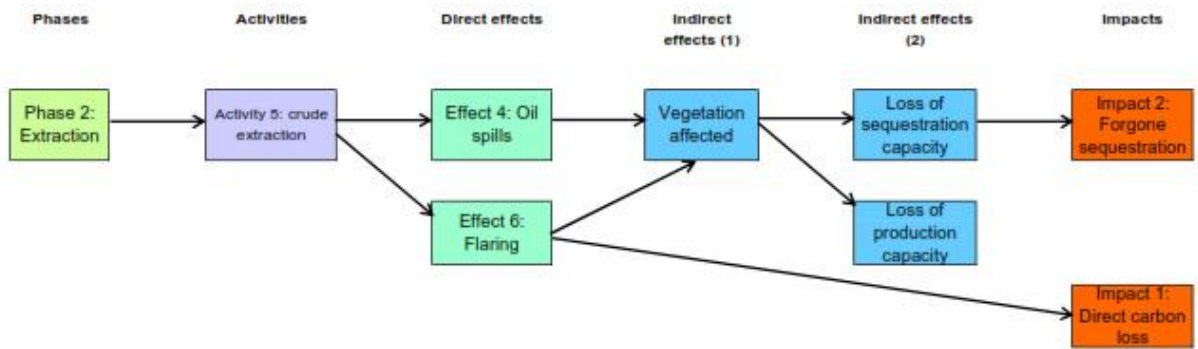 Phases
Activities
Direct effects
Indirect
effects (1)
Indirect effects
(2)
Impacts
Phase 2:
Extraction
Activity 5: crude
extraction
Effect 4: Oil
spills
Vegetation
affected
Loss of
sequestration
capacity
Impact 2:
Forgone
sequestration
Effect 6:
Flaring
Loss of
production
capacity
Impact 1:
Direct carbon
loss